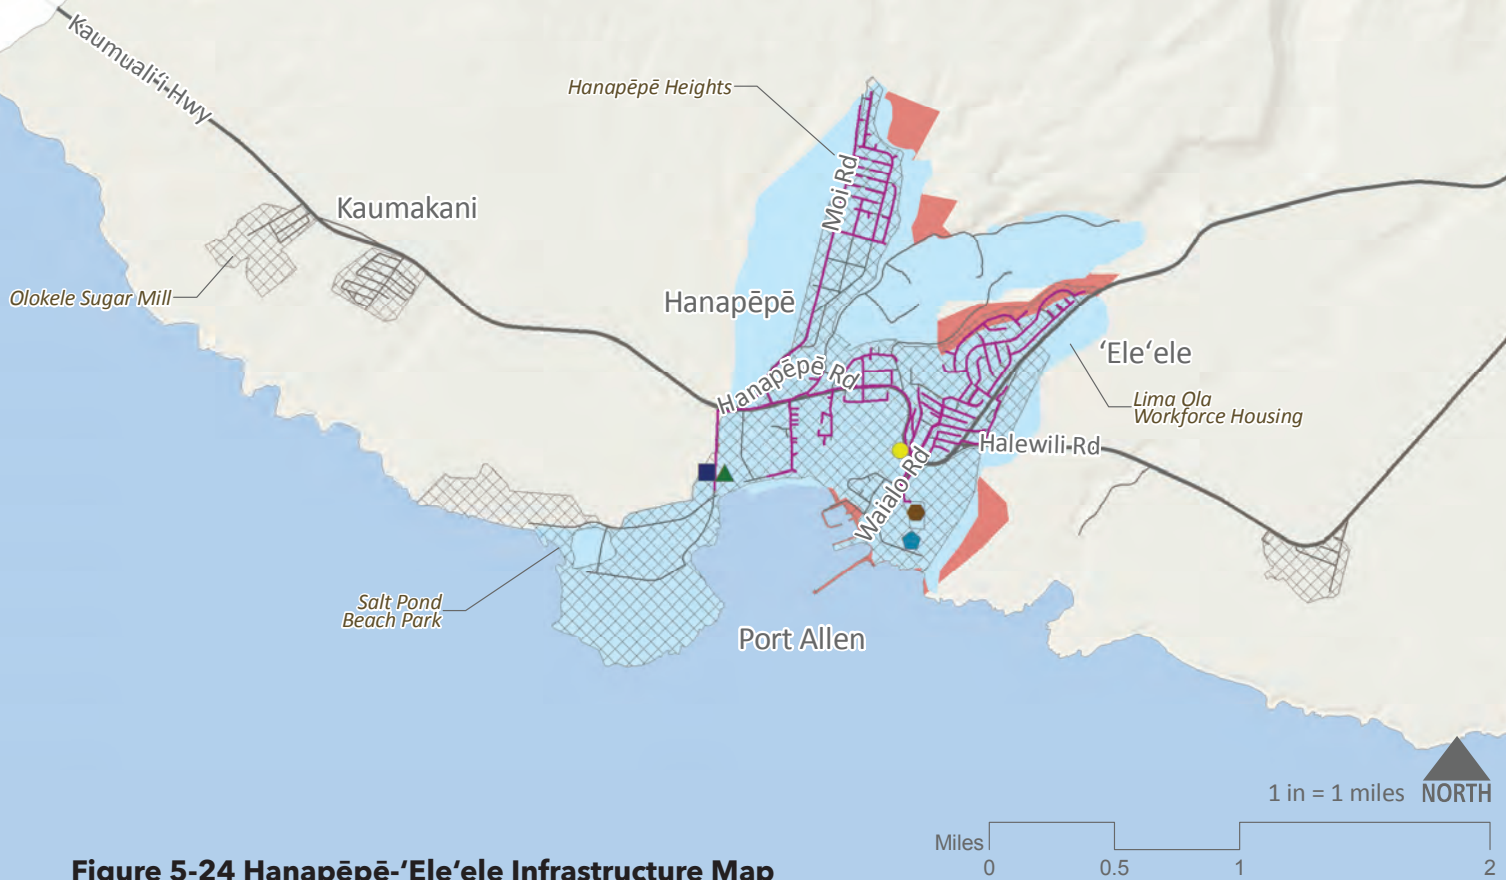 Kaumuali‘i Hwy
Hanapēpē Heights
Moi Rd
Kaumakani
Olokele Sugar Mill
Hanapēpē
‘Ele‘ele
Hanapēpē Rd
Lima Ola
Workforce Housing
Halewili Rd
Waialo Rd
Salt Pond
Beach Park
Port Allen
1 in = 1 miles
NORTH
Miles
0 0.5 1 2
Figure 5-24 Hanapēpē-‘Ele‘ele Infrastructure Map